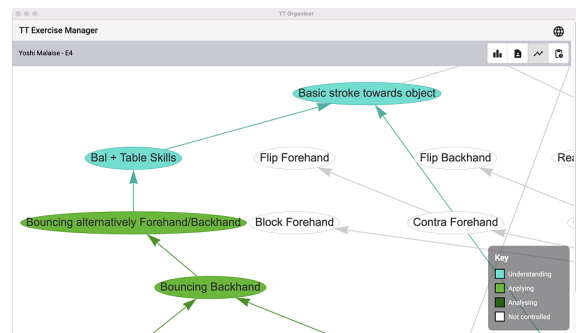 TT Organiser
TT Exercise Manager
Yoshi Malaise - E4
Basic stroke towards object
Bal + Table Skills
Flip Forehand
Flip Backhand
Bouncing alternatively Forehand/Backhand
Block Forehand
Contra Forehand
Bouncing Backhand
Key
Understanding
Applying
Analysing
Not controlled